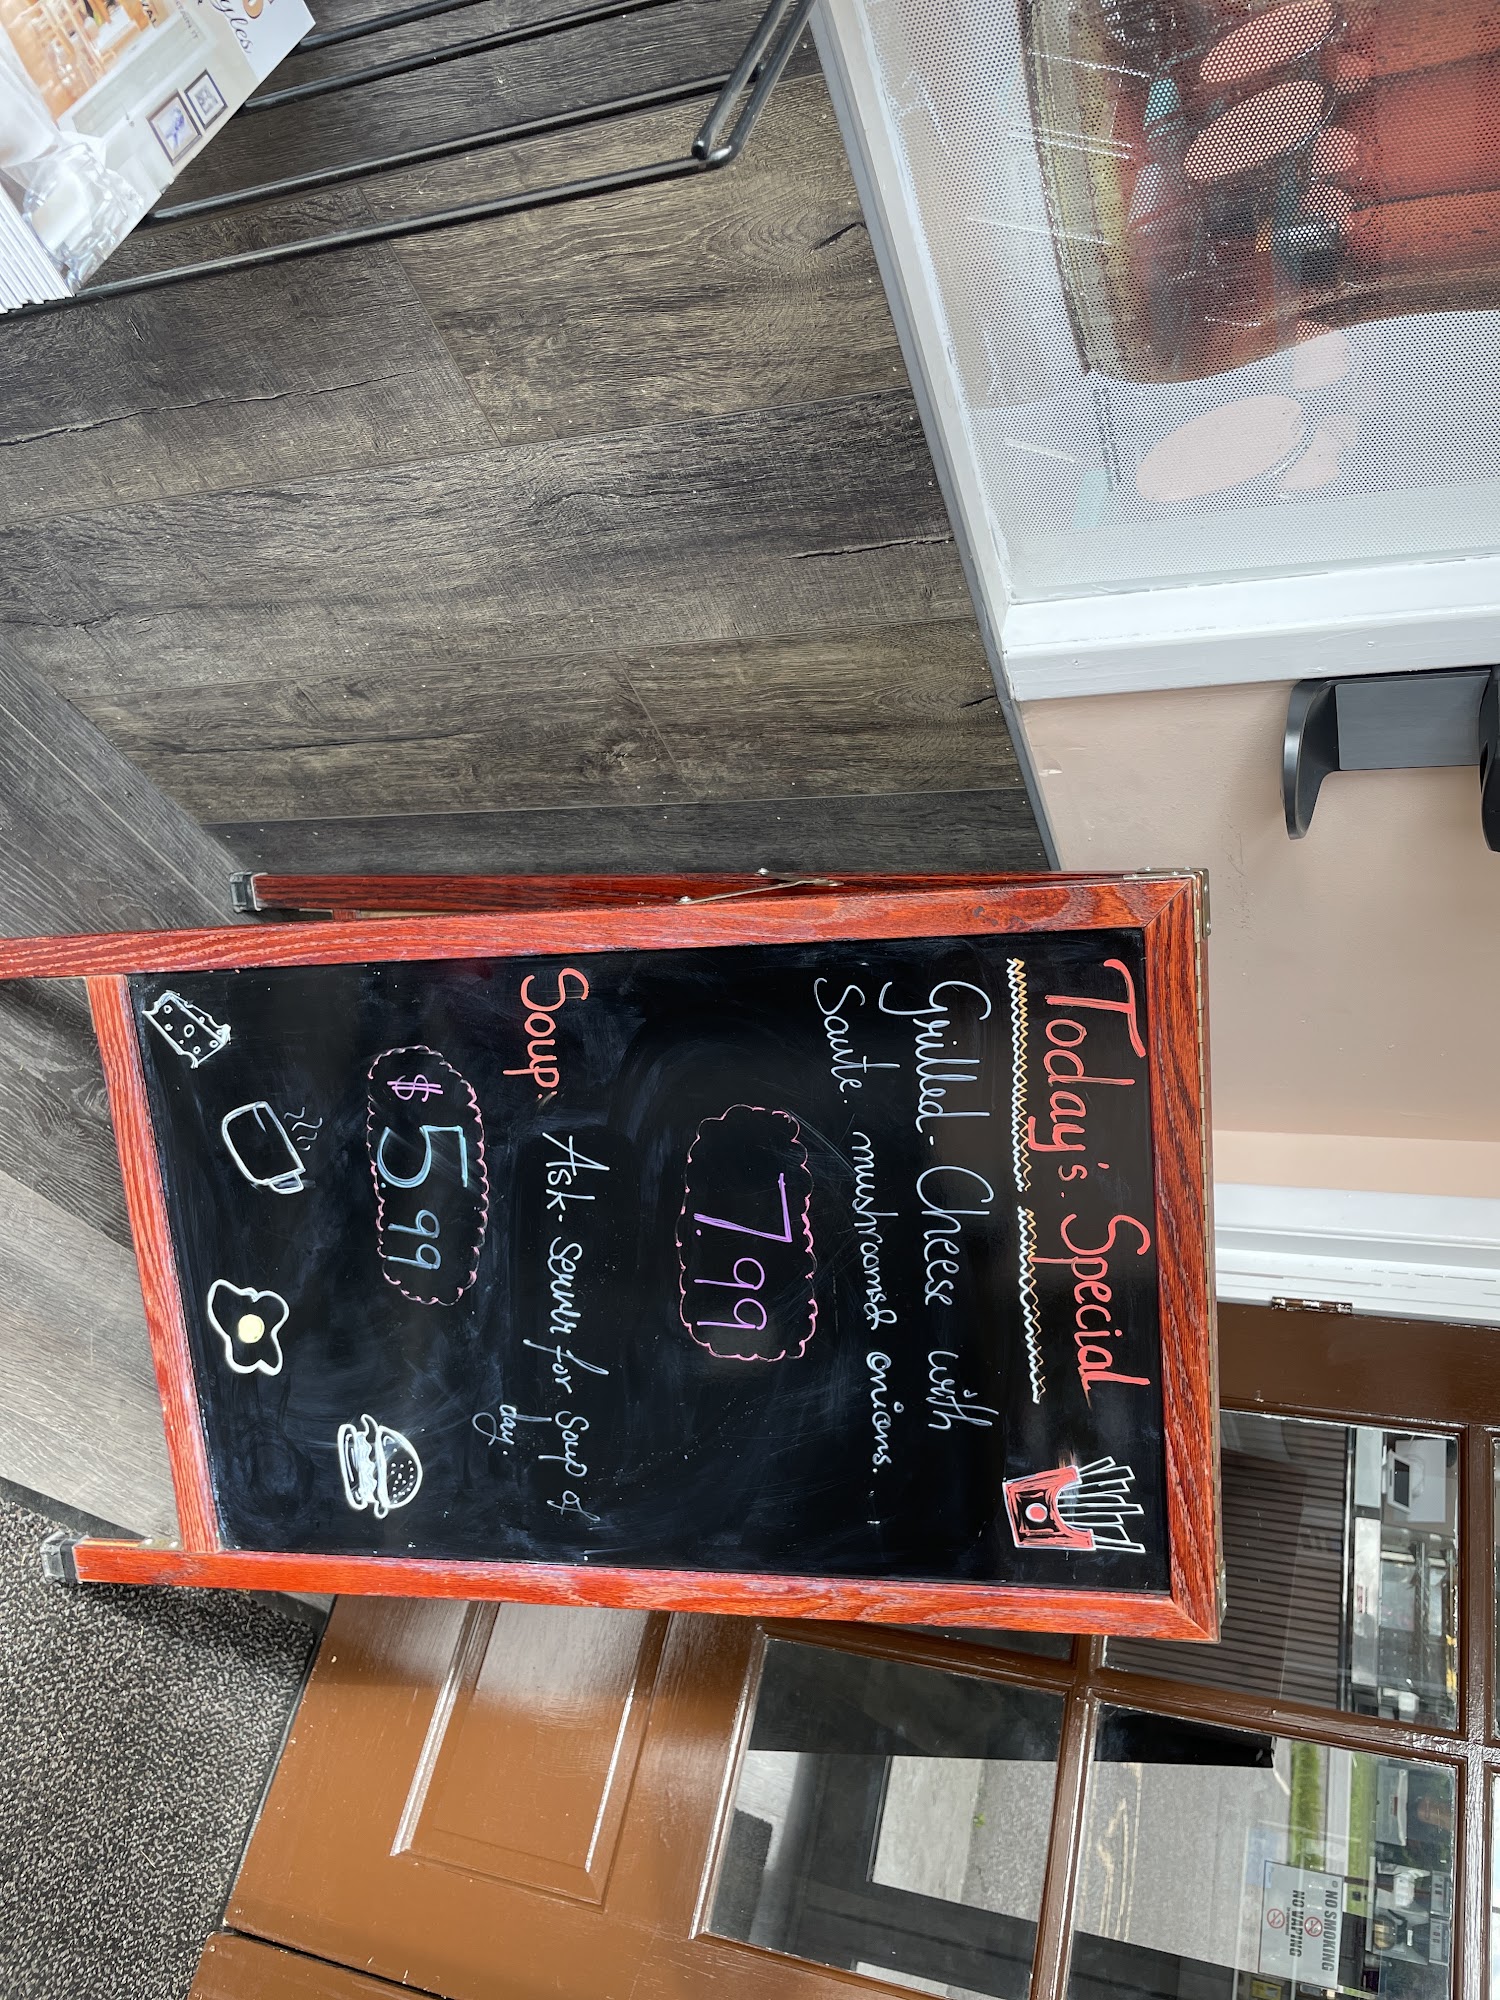 Today's. Special
Grilled-Cheese with
Saute. mushrooms& onions.
7.99
Soup:
Ask-
for Soup of
day.
$5.99
NO SMOKING
NO VAPING